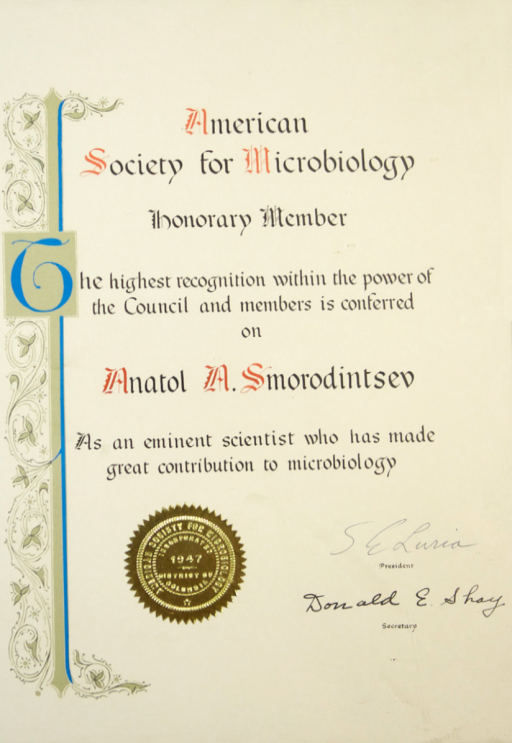 American
Society for Microbiology
Honorary Member
The highest recognition within the power of
the Council and members is conferred
on
Anatol A. Smorodintsev
As an eminent scientist who has made
great contribution to microbiology
AMERICAN SOCIETY FOR MICROBIOLOGY
INCORPORATED
1947
DISTRICT OF
COLUMBIA
S E Luria
President
Donald E. Shay
Secretary